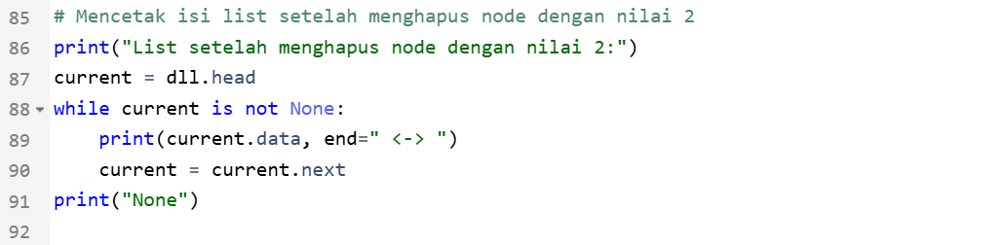 85 # Mencetak isi list setelah menghapus node dengan nilai 2
86 print("List setelah menghapus node dengan nilai 2:")
87 current = dll.head
88 while current is not None:
89     print(current.data, end=" <-> ")
90     current = current.next
91 print("None")
92